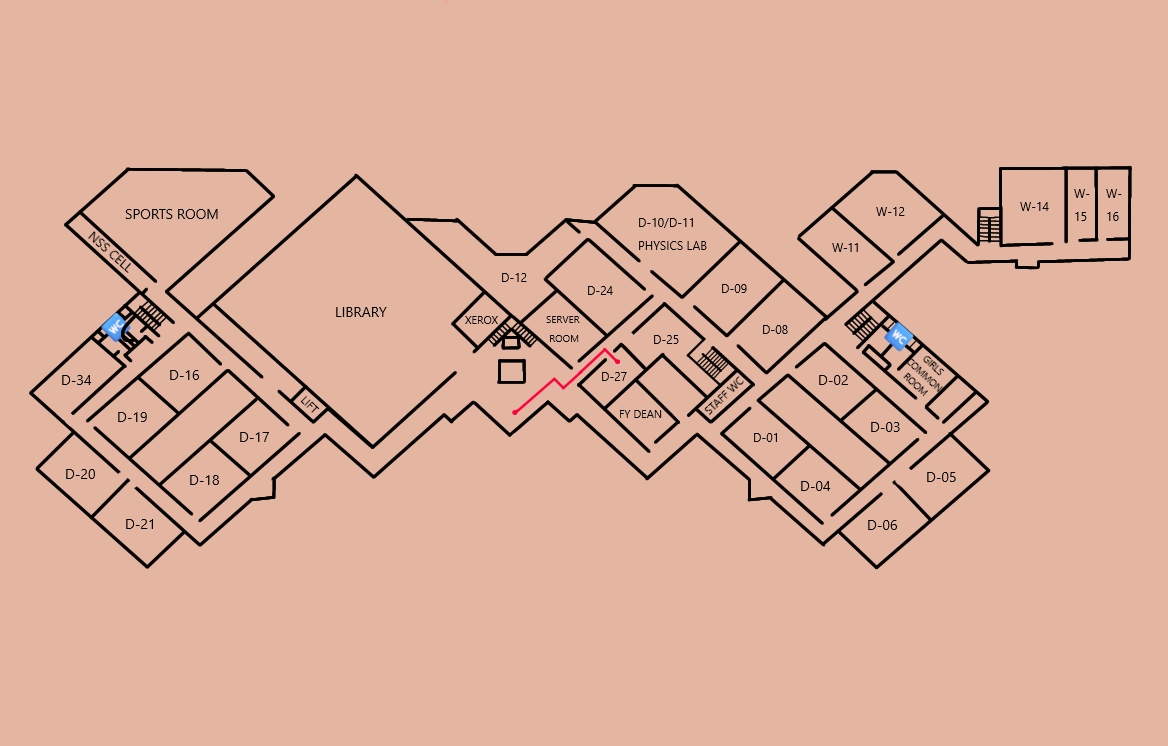 SPORTS ROOM
NSS CELL
WC
D-34
D-16
D-19
D-17
D-18
D-20
D-21
LIFT
LIBRARY
XEROX
D-12
SERVER
ROOM
D-24
D-10/D-11
PHYSICS LAB
D-09
D-08
D-25
D-27
FY DEAN
STAFF WC
D-01
D-02
D-03
D-04
D-05
D-06
WC
GIRLS
COMMON
ROOM
W-11
W-12
W-14
W-
15
W-
16